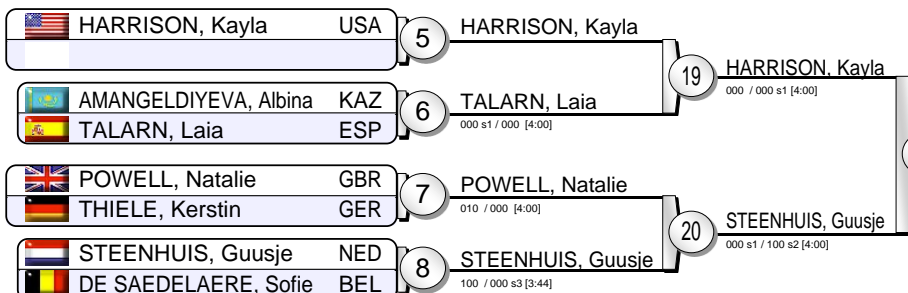 HARRISON, Kayla USA
5
HARRISON, Kayla
19
HARRISON, Kayla
000 / 000 s1 [4:00]
AMANGELDIYEVA, Albina KAZ
TALARN, Laia ESP
6
TALARN, Laia
000 s1 / 000 [4:00]
POWELL, Natalie GBR
THIELE, Kerstin GER
7
POWELL, Natalie
010 / 000 [4:00]
20
STEENHUIS, Guusje
000 s1 / 100 s2 [4:00]
STEENHUIS, Guusje NED
DE SAEDELAERE, Sofie BEL
8
STEENHUIS, Guusje
100 / 000 s3 [3:44]